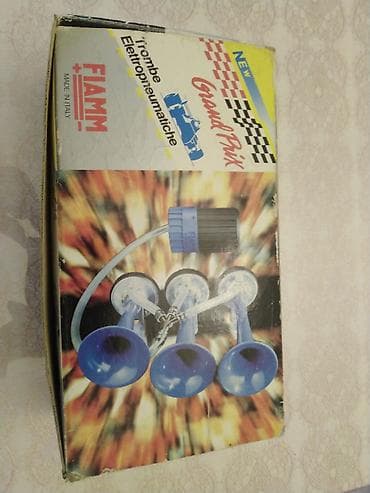 NEW
Grand Prix
Trombe
Elettropneumatiche
FIAMM
MADE IN ITALY